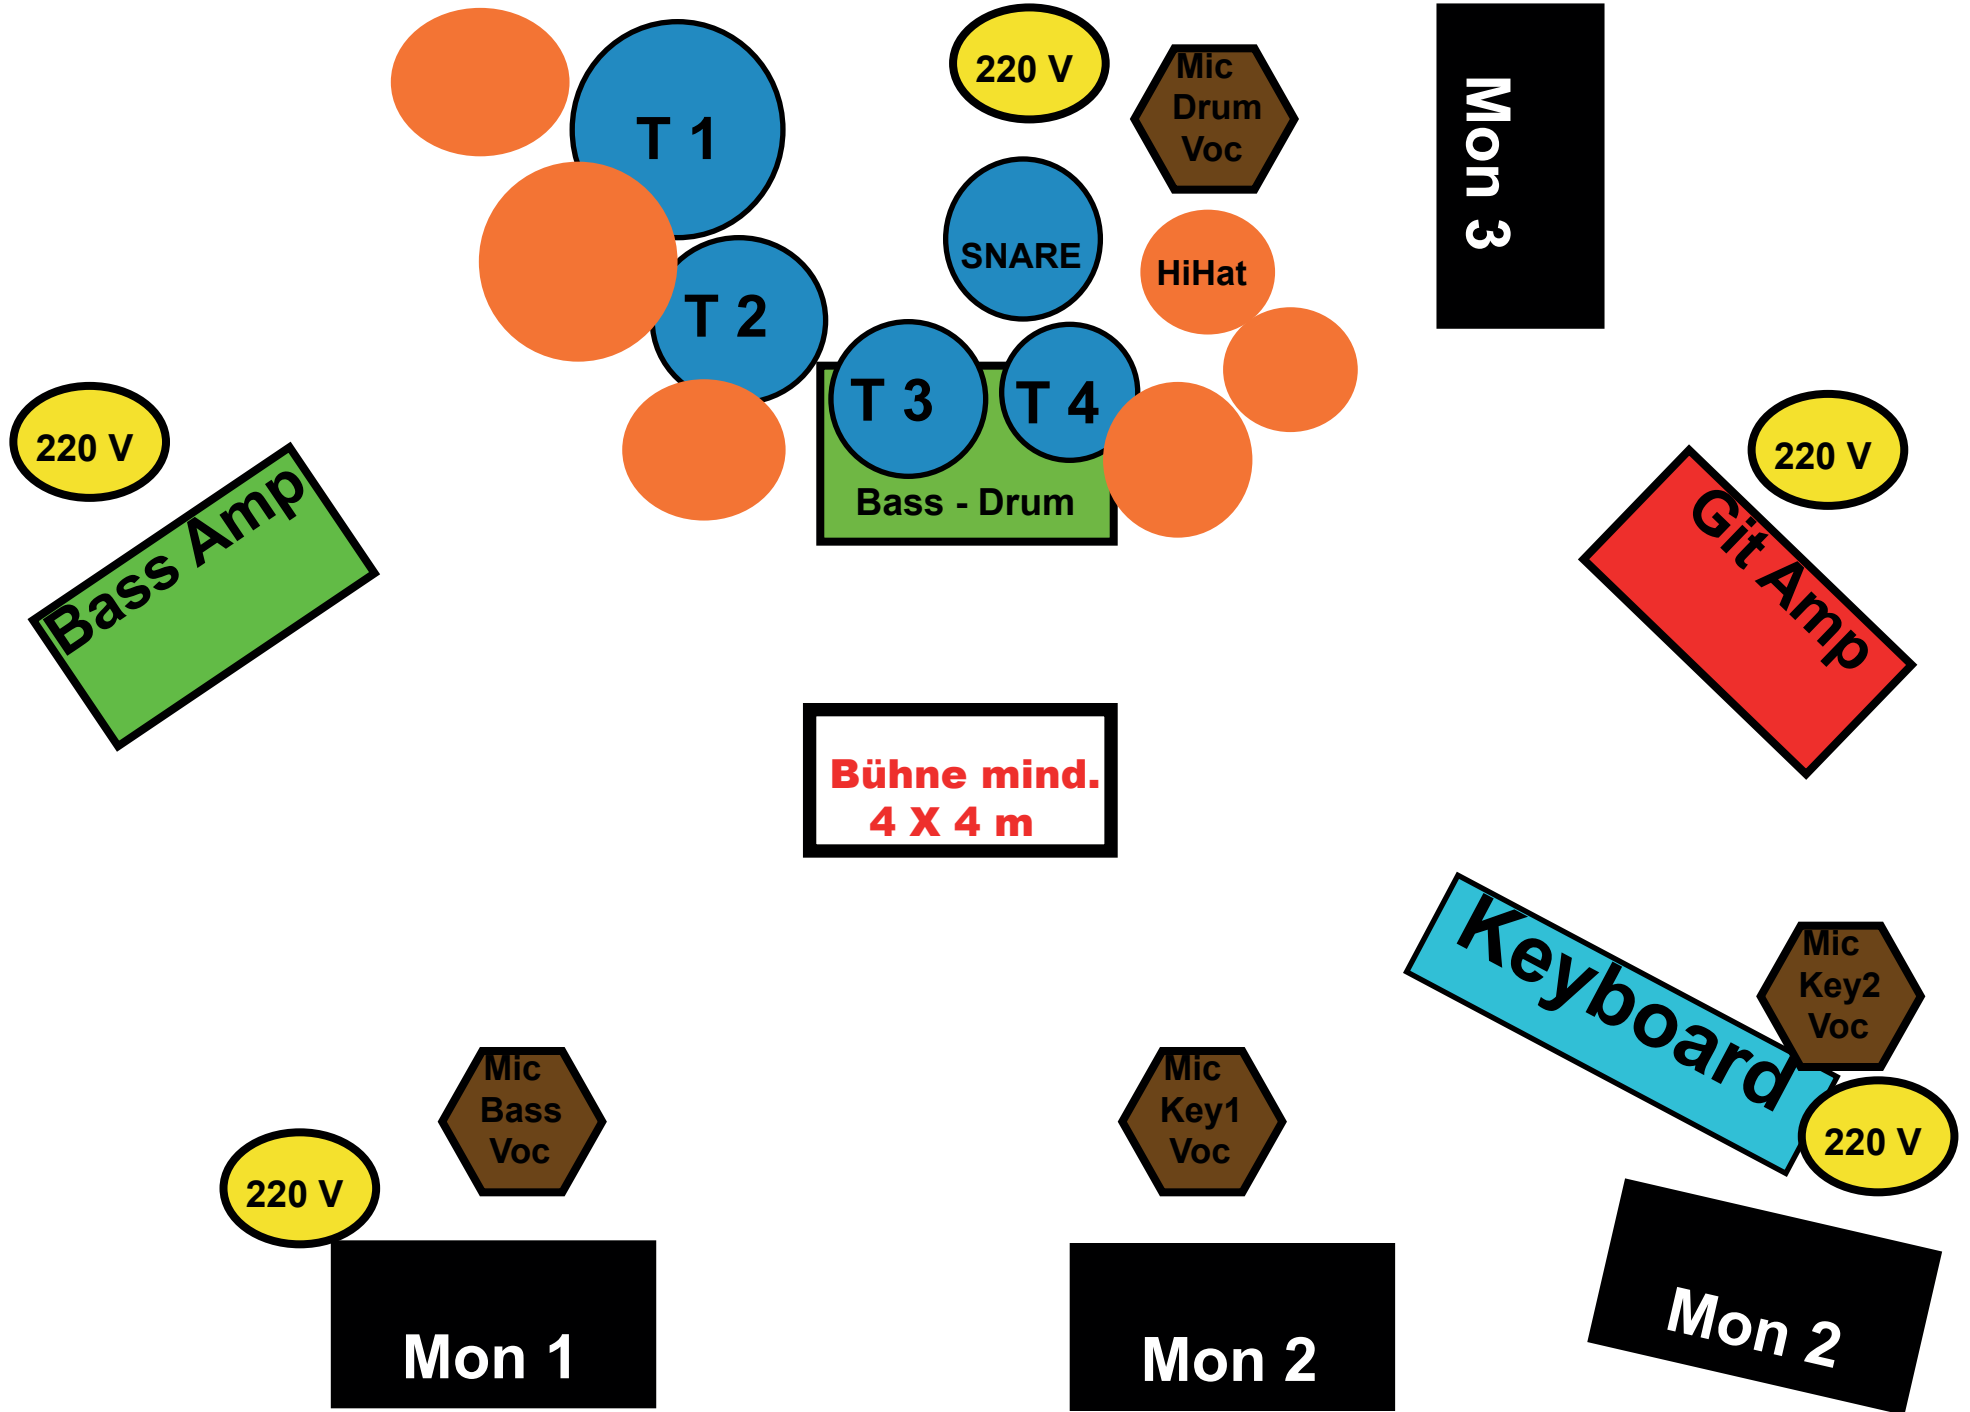 220 V
Mic
Drum
Voc
Mon 3
T 1
SNARE
HiHat
T 2
T 3
T 4
Bass - Drum
220 V
Bass Amp
220 V
Git Amp
Bühne mind.
4 X 4 m
Keyboard
Mic
Key2
Voc
220 V
Mic
Bass
Voc
Mic
Key1
Voc
220 V
Mon 1
Mon 2
Mon 2